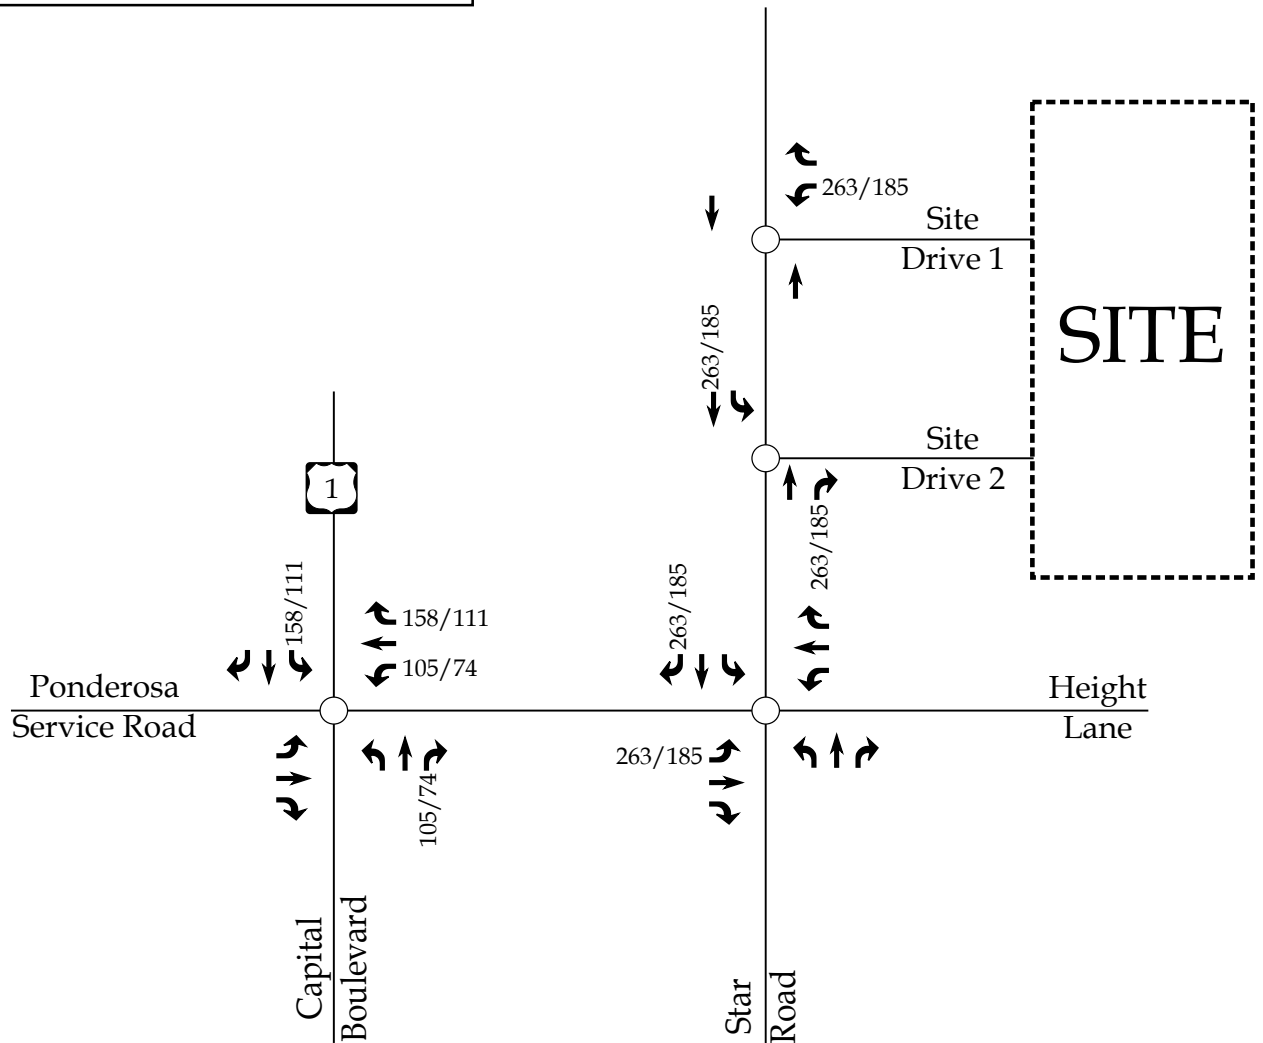 263/185
Site
Drive 1
SITE
263/185
Site
Drive 2
1
263/185
158/111
158/111
105/74
263/185
Ponderosa
Service Road
Height
Lane
263/185
105/74
Capital
Boulevard
Star
Road